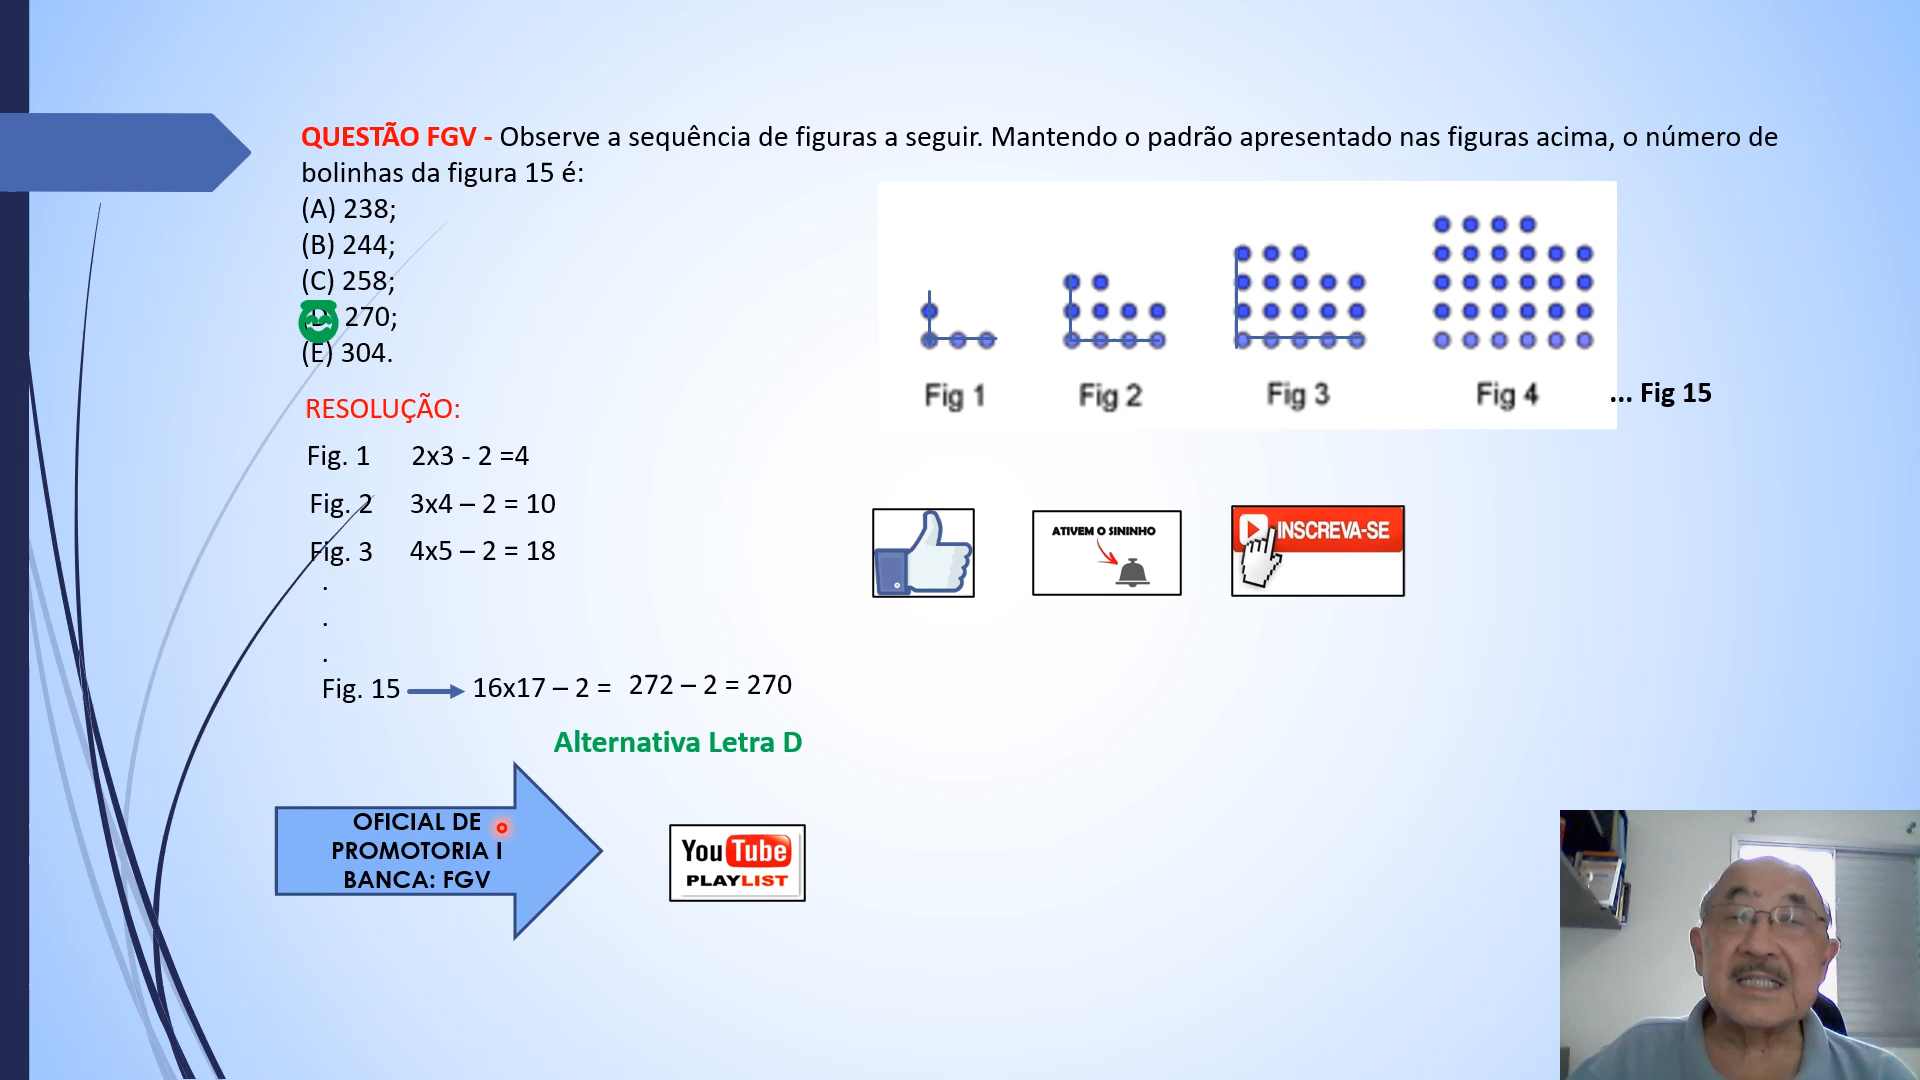 QUESTÃO FGV - Observe a sequência de figuras a seguir. Mantendo o padrão apresentado nas figuras acima, o número de
bolinhas da figura 15 é:
(A) 238;
(B) 244;
(C) 258;
(D) 270;
(E) 304.
Fig 1 Fig 2 Fig 3 Fig 4 ... Fig 15
RESOLUÇÃO:
Fig. 1 2x3 - 2 =4
Fig. 2 3x4 – 2 = 10
Fig. 3 4x5 – 2 = 18
.
.
.
Fig. 15 16x17 – 2 = 272 – 2 = 270
Alternativa Letra D
ATIVEM O SININHO
INSCREVA-SE
OFICIAL DE
PROMOTORIA I
BANCA: FGV
YouTube
PLAYLIST